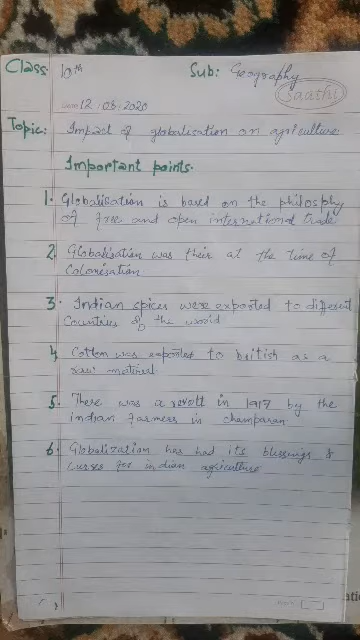 Class: 10th Sub: Geography
Saathi
DATE 12/08/2020
Topic: Impact of globalisation on agriculture
Important points.
1. Globalisation is based on the philosphy
of free and open international trade
2. Globalisation was their at the time of
Colonisation
3. Indian spices were exported to different
Countries of the world
4. Cotton was exported to british as a
raw material
5. There was a revolt in 1917 by the
indian farmers in champaran
6. Globalization has had its blessings &
curses for indian agriculture